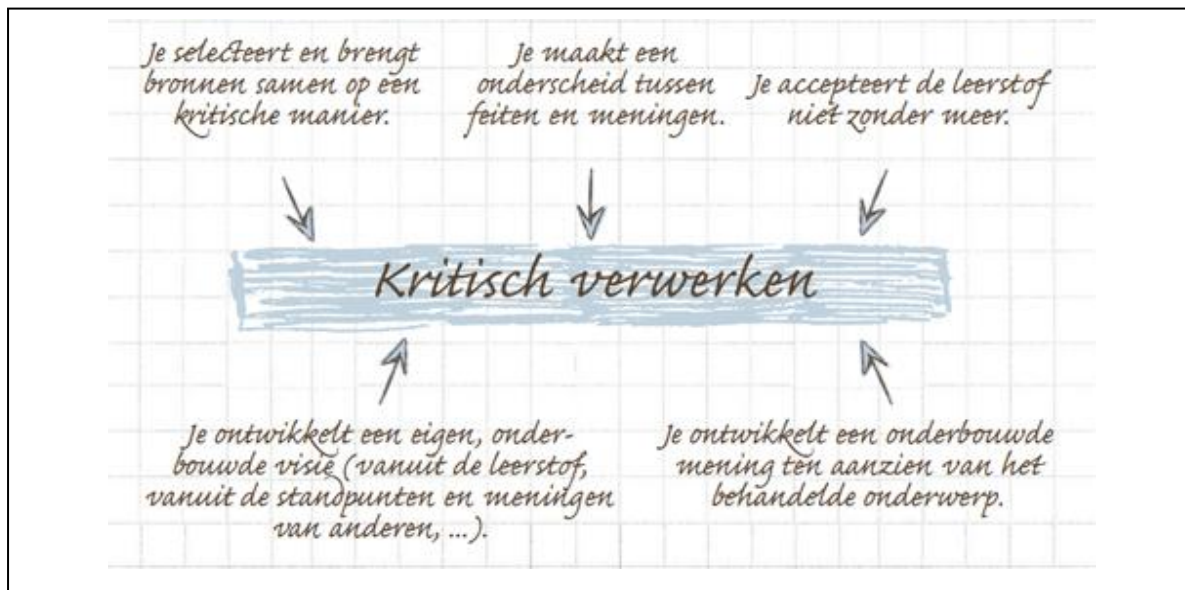 Je selecteert en brengt
bronnen samen op een
kritische manier.
Je maakt een
onderscheid tussen
feiten en meningen.
Je accepteert de leerstof
niet zonder meer.
Kritisch verwerken
Je ontwikkelt een eigen, onder-
bouwde visie (vanuit de leerstof,
vanuit de standpunten en meningen
van anderen, ...).
Je ontwikkelt een onderbouwde
mening ten aanzien van het
behandelde onderwerp.